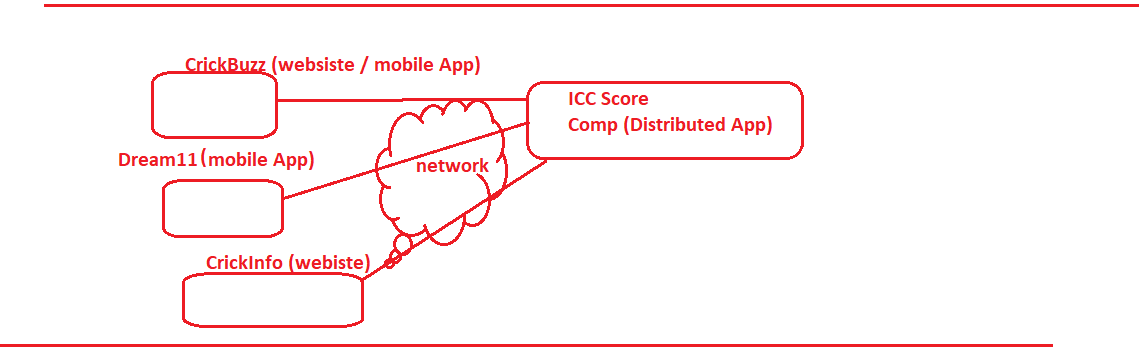 CrickBuzz (websiste / mobile App)
ICC Score
Comp (Distributed App)
Dream11(mobile App)
network
CrickInfo (webiste)